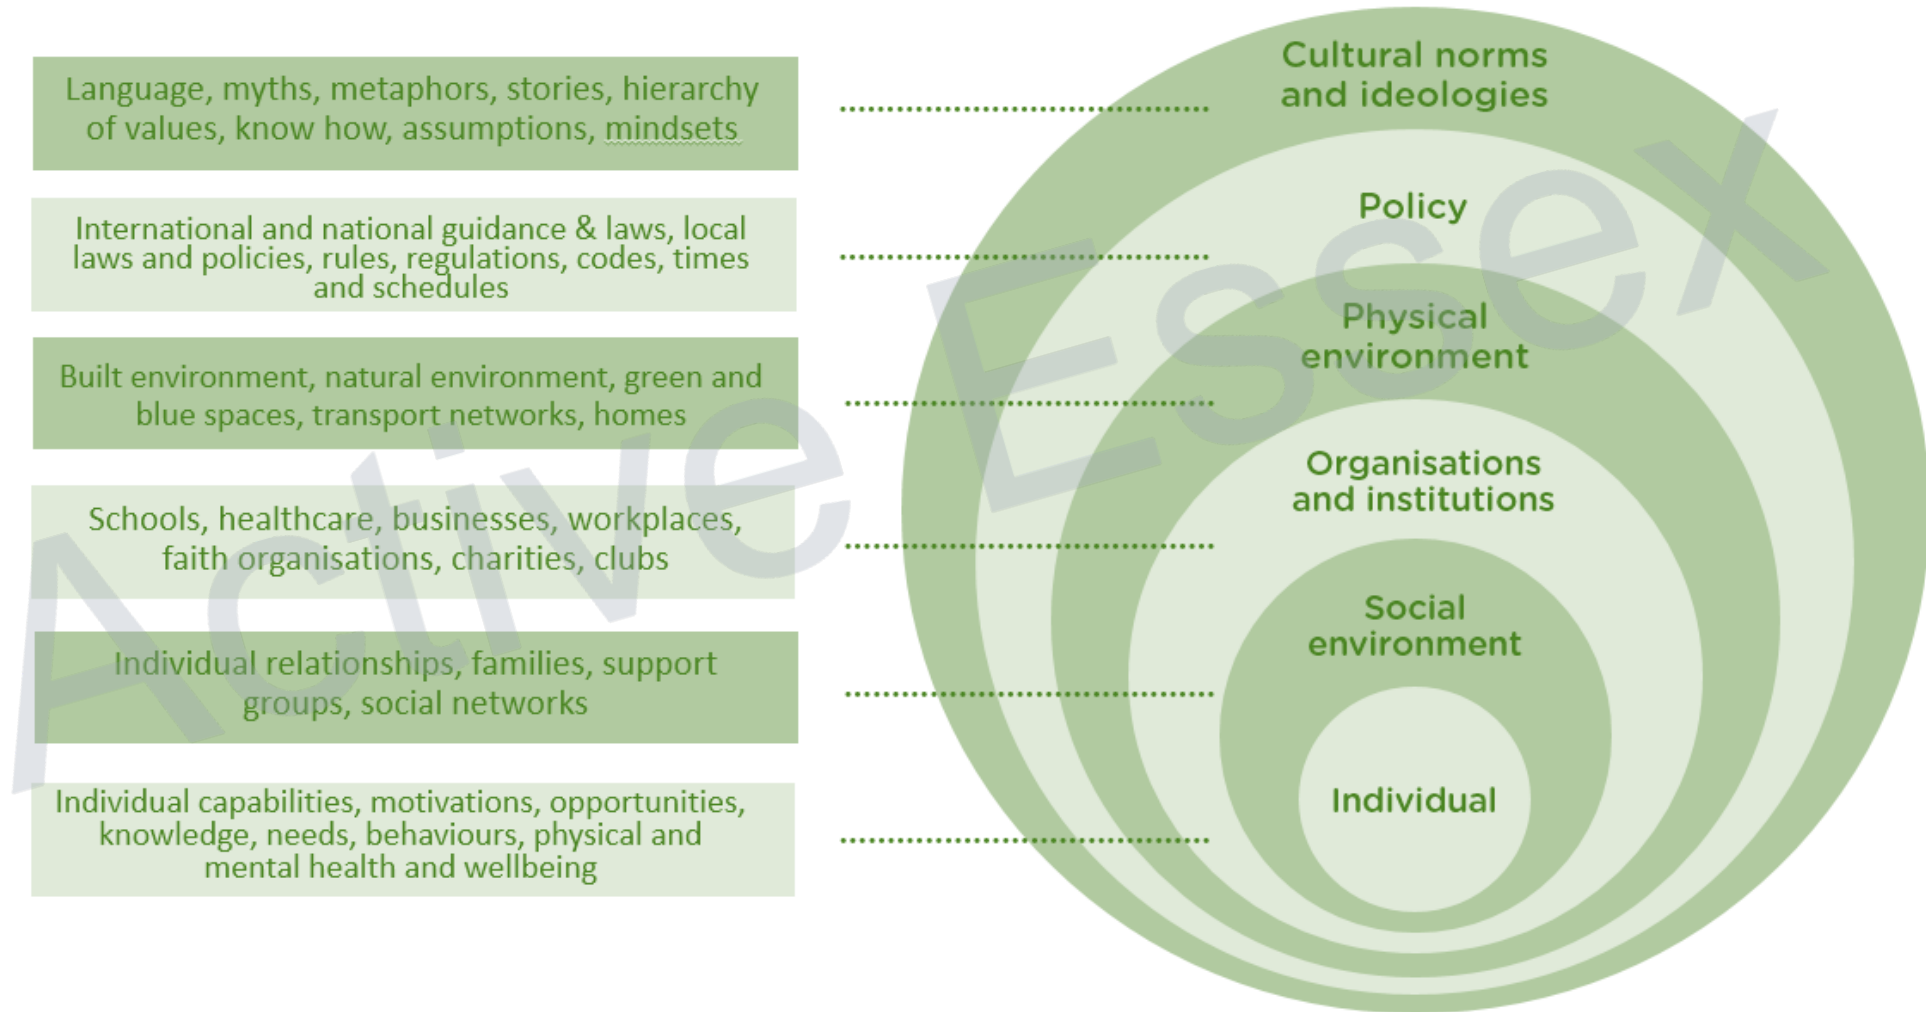 Language, myths, metaphors, stories, hierarchy
of values, know how, assumptions, mindsets
International and national guidance & laws, local
laws and policies, rules, regulations, codes, times
and schedules
Built environment, natural environment, green and
blue spaces, transport networks, homes
Schools, healthcare, businesses, workplaces,
faith organisations, charities, clubs
Individual relationships, families, support
groups, social networks
Individual capabilities, motivations, opportunities,
knowledge, needs, behaviours, physical and
mental health and wellbeing
Cultural norms
and ideologies
Policy
Physical
environment
Organisations
and institutions
Social
environment
Individual
Active Essex